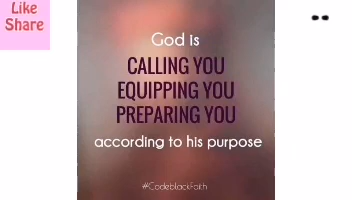 Like
Share
God is
CALLING YOU
EQUIPPING YOU
PREPARING YOU
according to his purpose
#Codeblackfaith